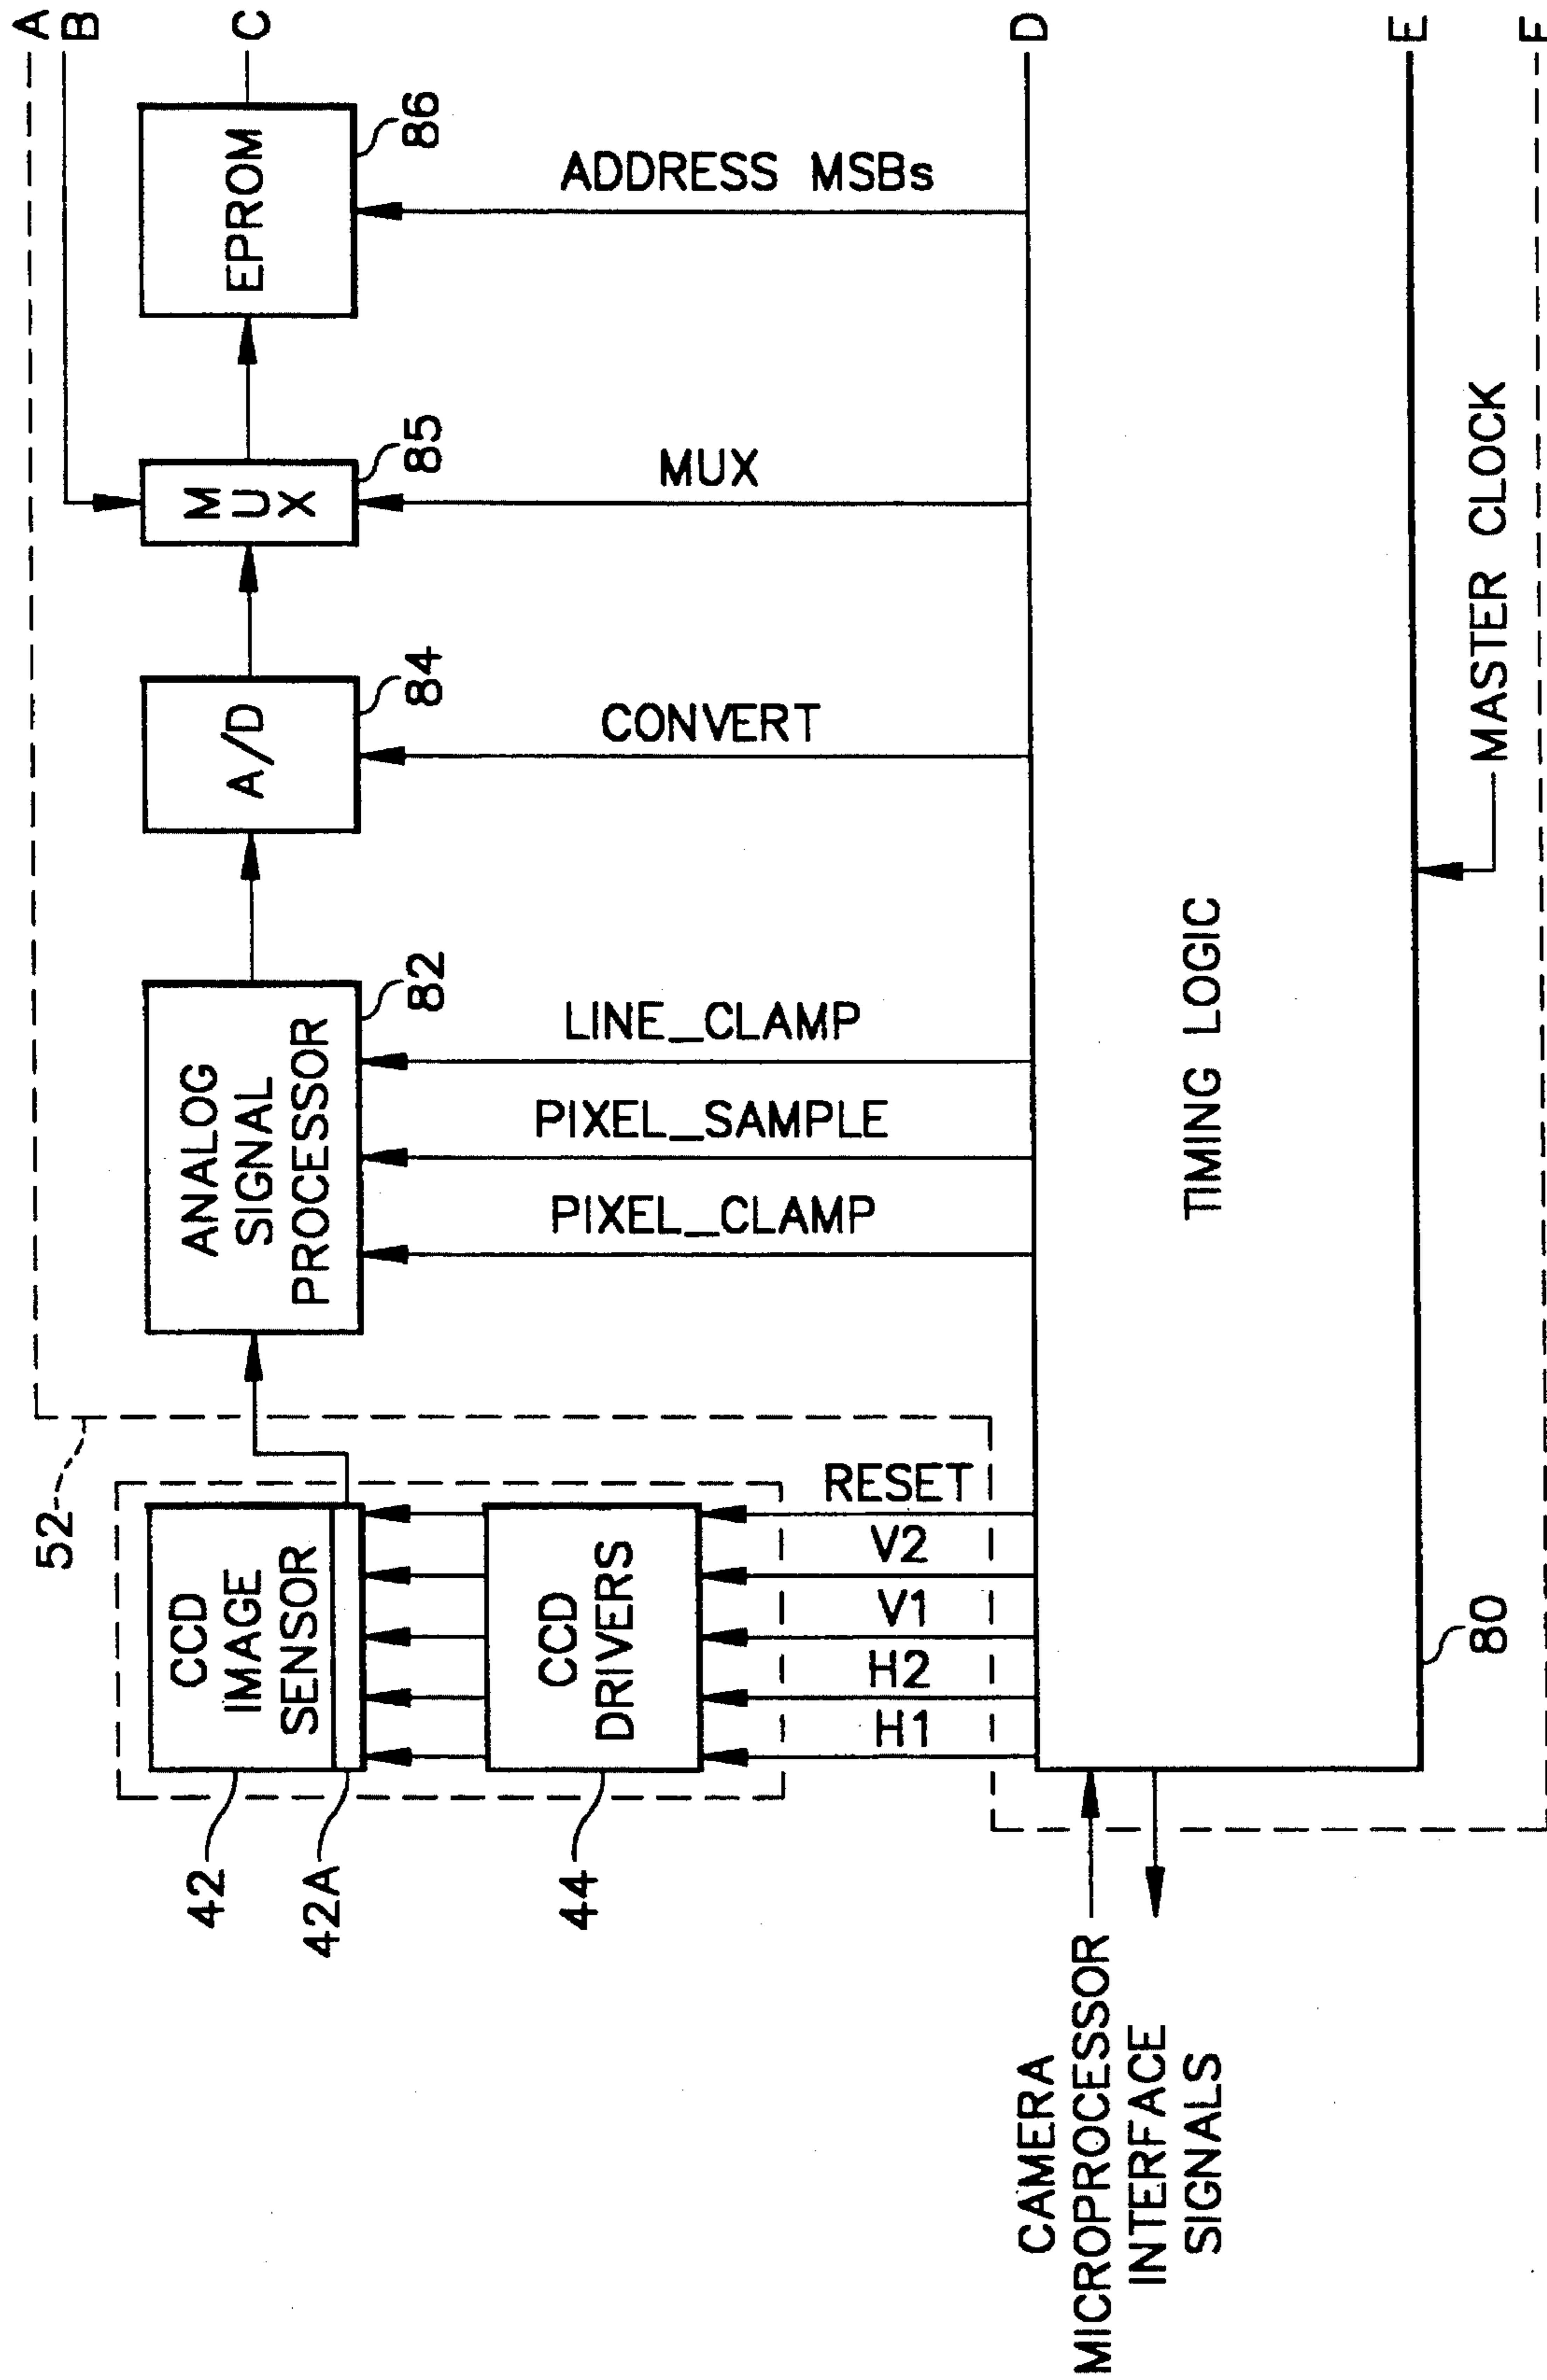 A
B
52
CCD
IMAGE
SENSOR
ANALOG
SIGNAL
PROCESSOR
A/D
M
U
X
EPROM
C
42
42A
82
84
85
86
44
CCD
DRIVERS
PIXEL_CLAMP
PIXEL_SAMPLE
LINE_CLAMP
CONVERT
MUX
ADDRESS MSBs
H1
H2
V1
V2
RESET
D
CAMERA
MICROPROCESSOR
INTERFACE
SIGNALS
TIMING LOGIC
E
80
MASTER CLOCK
F